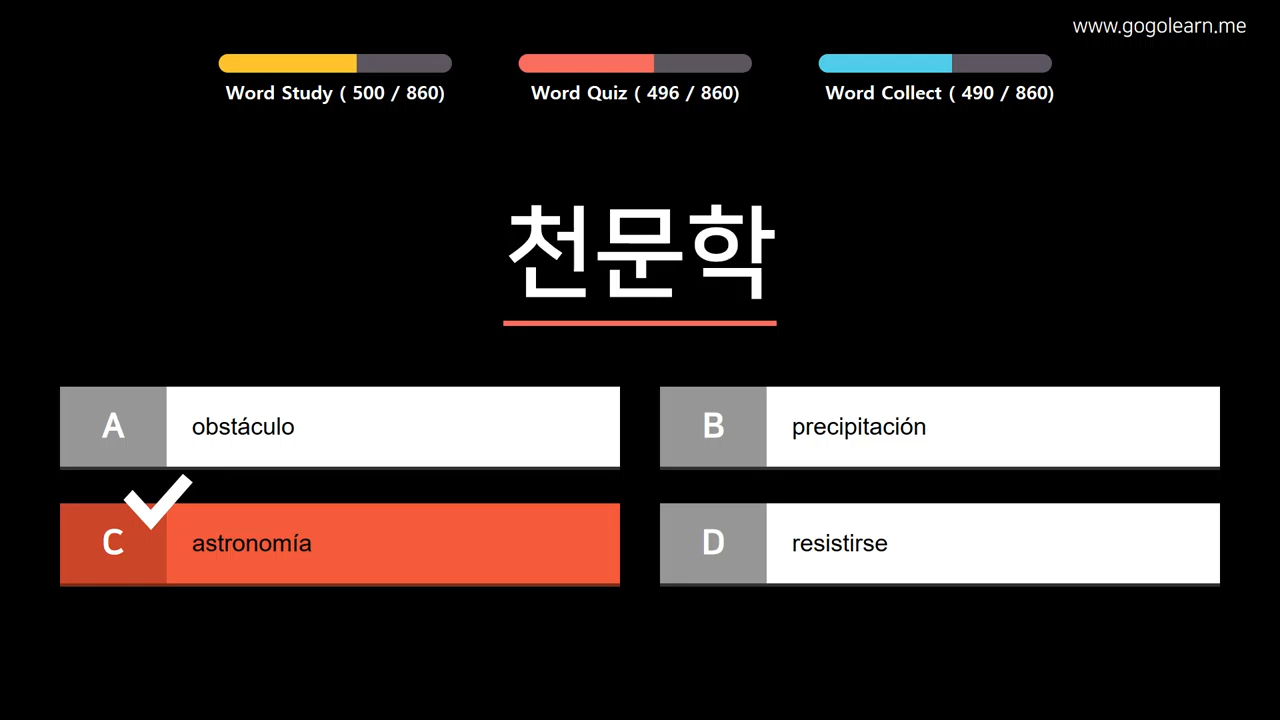 www.gogolearn.me
Word Study ( 500 / 860)
Word Quiz ( 496 / 860)
Word Collect ( 490 / 860)
천문학
A obstáculo
B precipitación
C astronomía
D resistirse